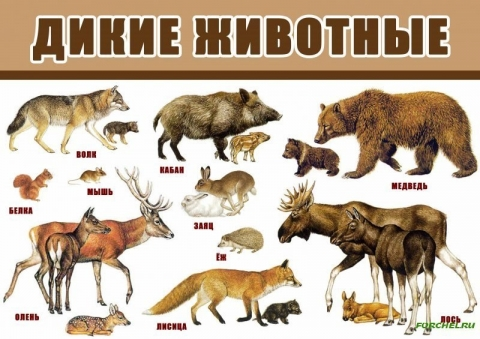 ДИКИЕ ЖИВОТНЫЕ
ВОЛК
КАБАН
МЕДВЕДЬ
БЕЛКА
МЫШЬ
ЗАЯЦ
ЁЖ
ОЛЕНЬ
ЛИСИЦА
ЛОСЬ
FORCHEL.RU